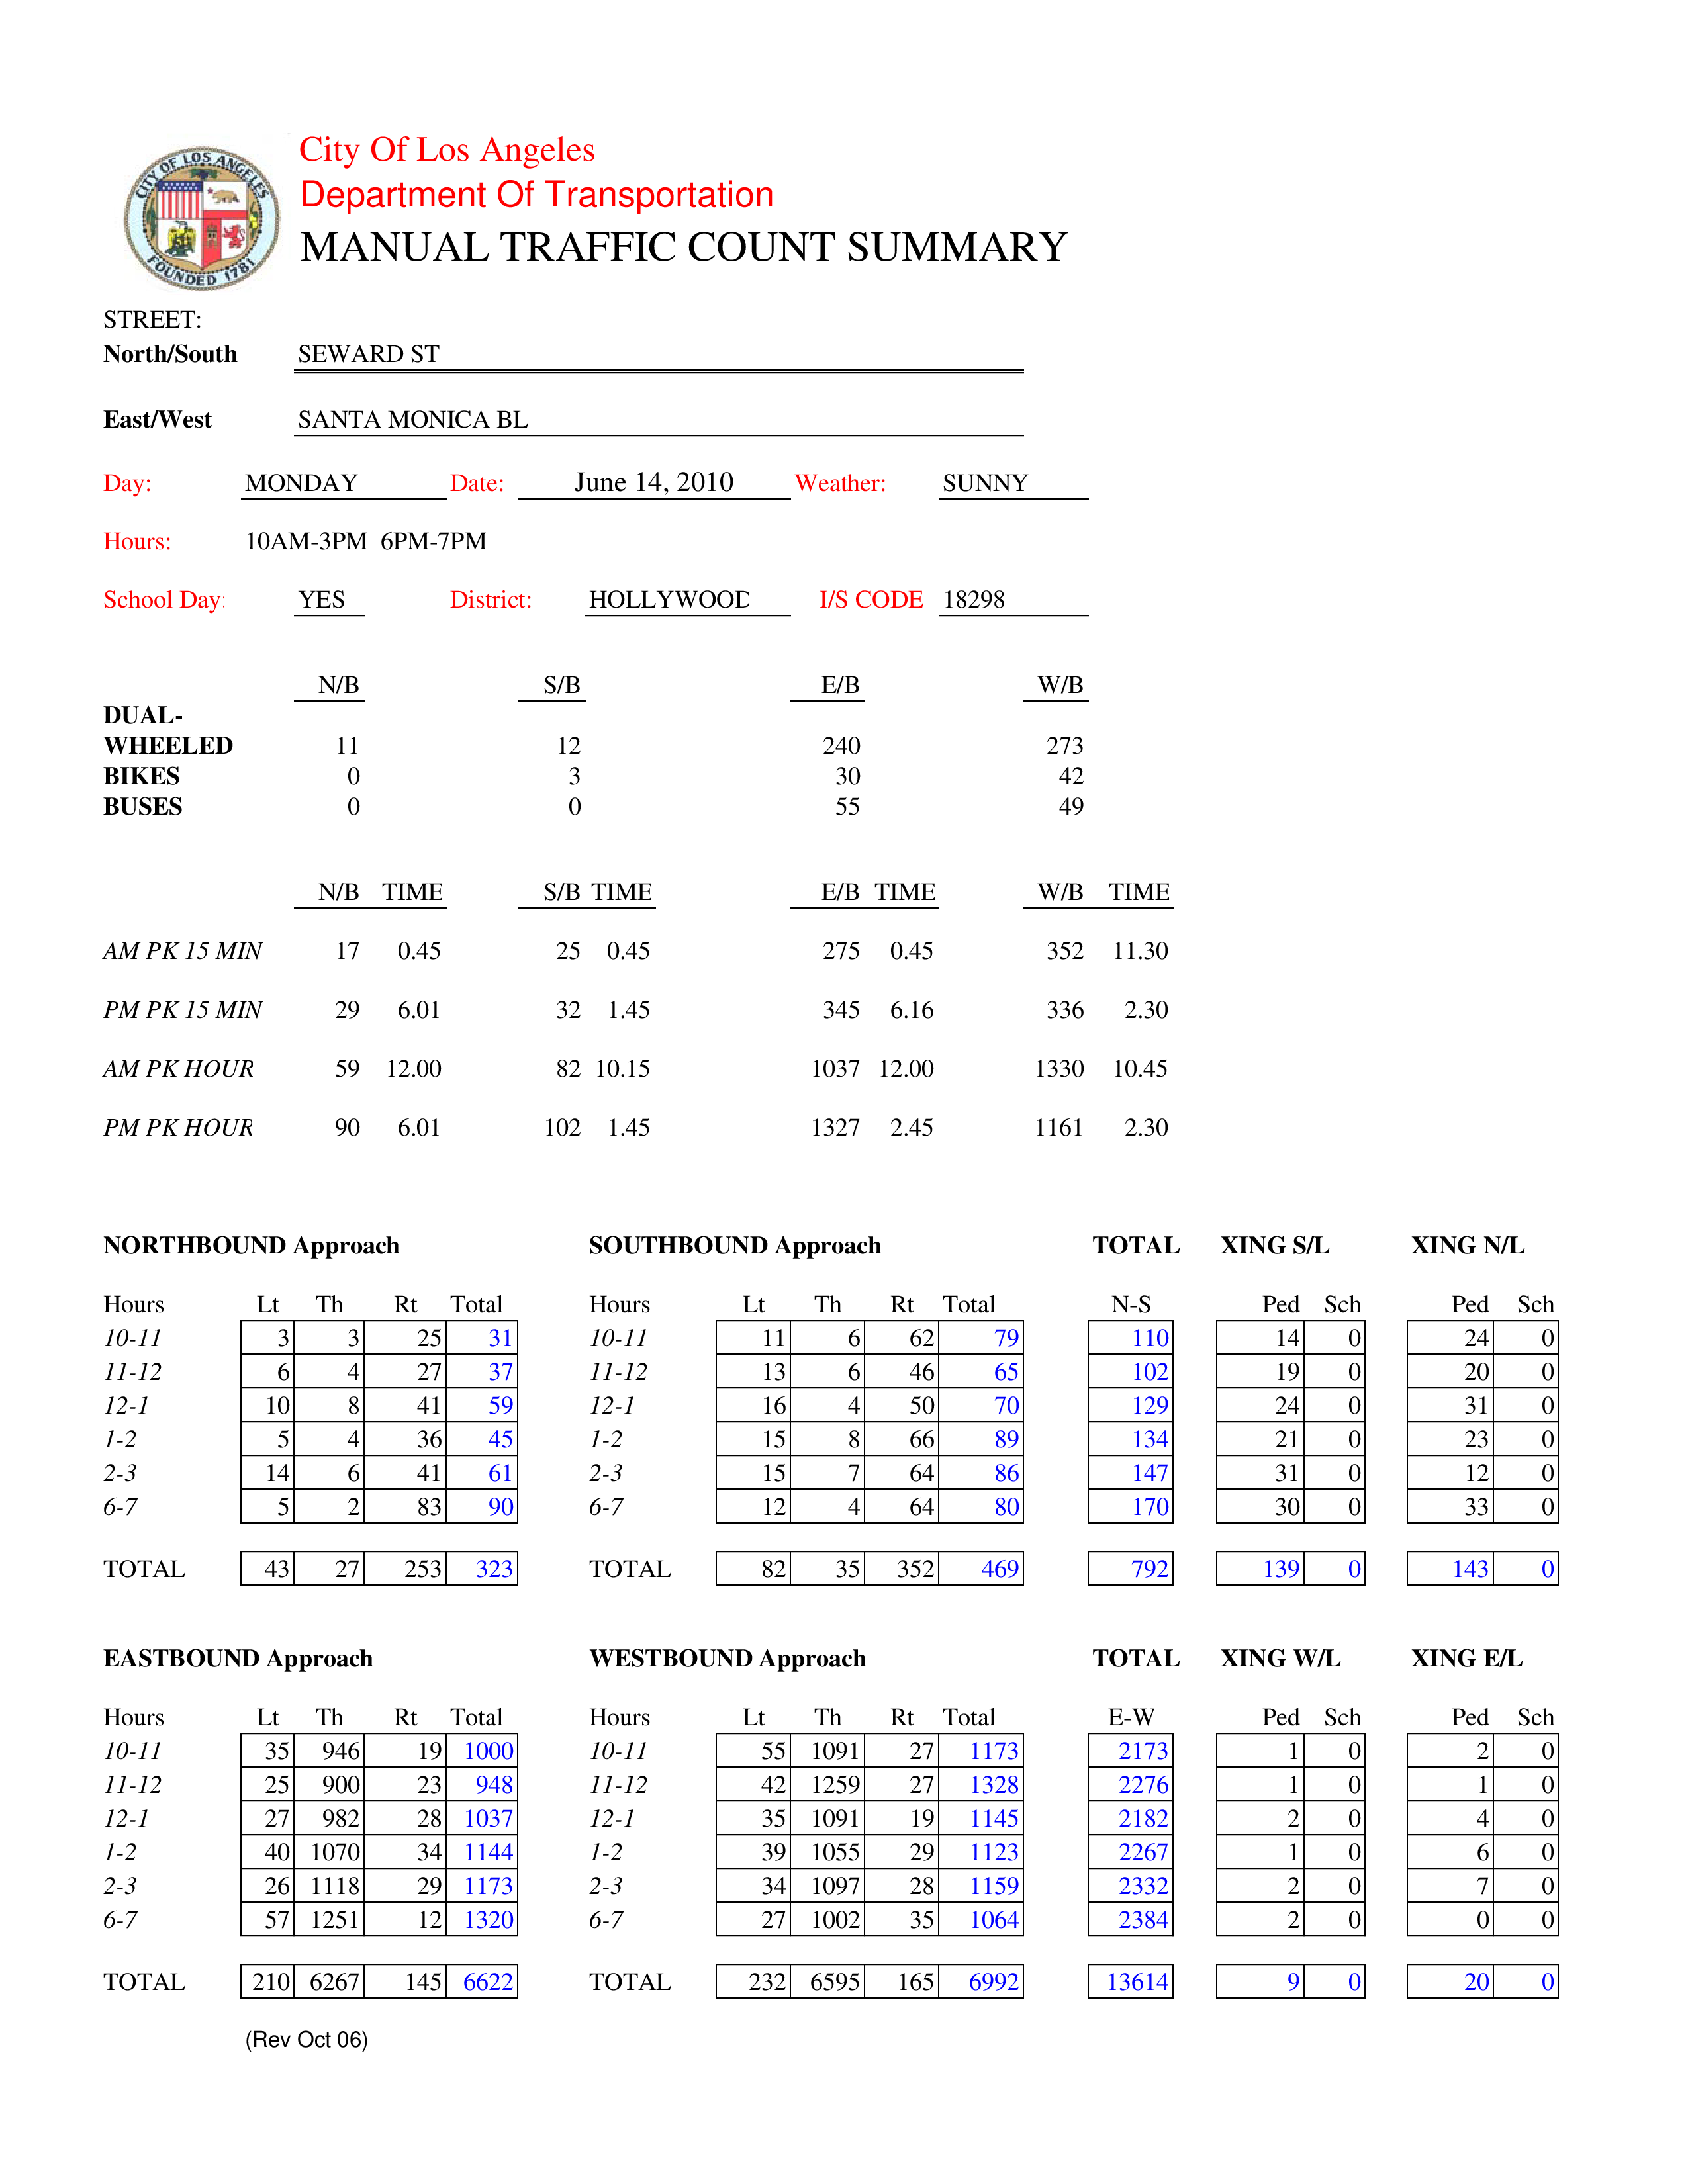 CITY OF LOS ANGELES
FOUNDED 1781
City Of Los Angeles
Department Of Transportation
MANUAL TRAFFIC COUNT SUMMARY
STREET:
North/South SEWARD ST
East/West SANTA MONICA BL
Day: MONDAY Date: June 14, 2010 Weather: SUNNY
Hours: 10AM-3PM 6PM-7PM
School Day: YES District: HOLLYWOOD I/S CODE 18298
N/B S/B E/B W/B
DUAL-
WHEELED 11 12 240 273
BIKES 0 3 30 42
BUSES 0 0 55 49
N/B TIME S/B TIME E/B TIME W/B TIME
AM PK 15 MIN 17 0.45 25 0.45 275 0.45 352 11.30
PM PK 15 MIN 29 6.01 32 1.45 345 6.16 336 2.30
AM PK HOUR 59 12.00 82 10.15 1037 12.00 1330 10.45
PM PK HOUR 90 6.01 102 1.45 1327 2.45 1161 2.30
NORTHBOUND Approach SOUTHBOUND Approach TOTAL XING S/L XING N/L
Hours Lt Th Rt Total Hours Lt Th Rt Total N-S Ped Sch Ped Sch
10-11 3 3 25 31 10-11 11 6 62 79 110 14 0 24 0
11-12 6 4 27 37 11-12 13 6 46 65 102 19 0 20 0
12-1 10 8 41 59 12-1 16 4 50 70 129 24 0 31 0
1-2 5 4 36 45 1-2 15 8 66 89 134 21 0 23 0
2-3 14 6 41 61 2-3 15 7 64 86 147 31 0 12 0
6-7 5 2 83 90 6-7 12 4 64 80 170 30 0 33 0
TOTAL 43 27 253 323 TOTAL 82 35 352 469 792 139 0 143 0
EASTBOUND Approach WESTBOUND Approach TOTAL XING W/L XING E/L
Hours Lt Th Rt Total Hours Lt Th Rt Total E-W Ped Sch Ped Sch
10-11 35 946 19 1000 10-11 55 1091 27 1173 2173 1 0 2 0
11-12 25 900 23 948 11-12 42 1259 27 1328 2276 1 0 1 0
12-1 27 982 28 1037 12-1 35 1091 19 1145 2182 2 0 4 0
1-2 40 1070 34 1144 1-2 39 1055 29 1123 2267 1 0 6 0
2-3 26 1118 29 1173 2-3 34 1097 28 1159 2332 2 0 7 0
6-7 57 1251 12 1320 6-7 27 1002 35 1064 2384 2 0 0 0
TOTAL 210 6267 145 6622 TOTAL 232 6595 165 6992 13614 9 0 20 0
(Rev Oct 06)